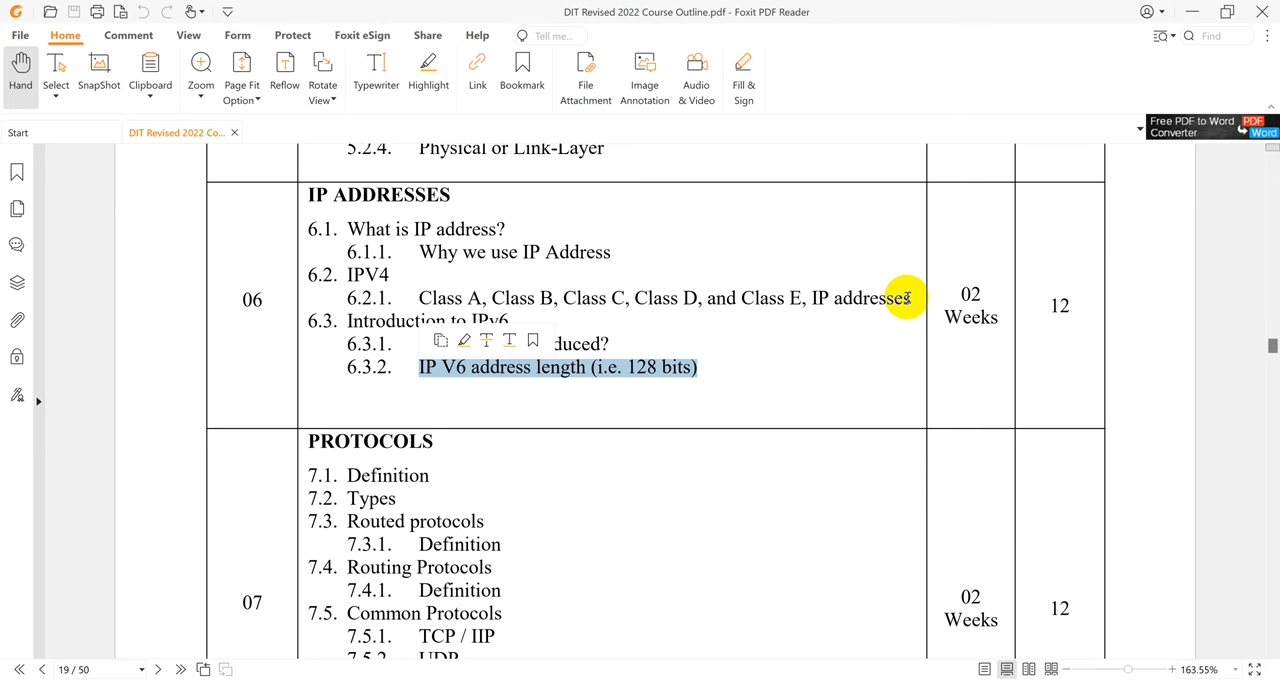 DIT Revised 2022 Course Outline.pdf - Foxit PDF Reader
File Home Comment View Form Protect Foxit eSign Share Help Tell me... Find
Hand Select SnapShot Clipboard Zoom Page Fit Option Reflow Rotate View Typewriter Highlight Link Bookmark File Attachment Image Annotation Audio & Video Fill & Sign
Start DIT Revised 2022 Co...
Free PDF to Word Converter PDF Word
5.2.4. Physical or Link-Layer
06
IP ADDRESSES
6.1. What is IP address?
6.1.1. Why we use IP Address
6.2. IPV4
6.2.1. Class A, Class B, Class C, Class D, and Class E, IP addresses
6.3. Introduction to IPv6
6.3.1. duced?
6.3.2. IP V6 address length (i.e. 128 bits)
02
Weeks
12
07
PROTOCOLS
7.1. Definition
7.2. Types
7.3. Routed protocols
7.3.1. Definition
7.4. Routing Protocols
7.4.1. Definition
7.5. Common Protocols
7.5.1. TCP / IIP
7.5.2. UDP
02
Weeks
12
19 / 50
163.55%